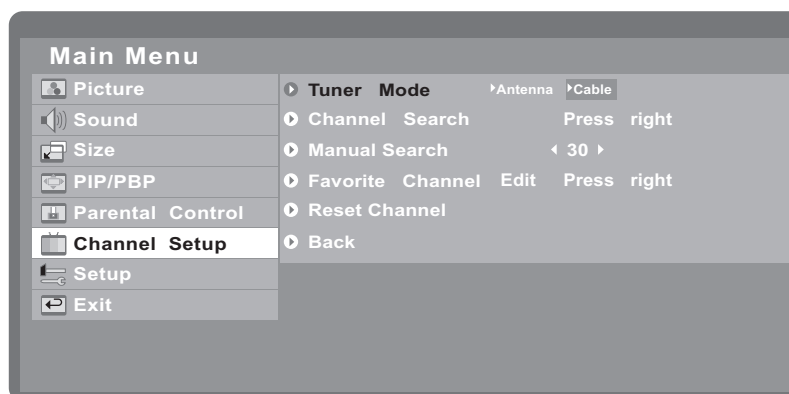 Main Menu
Picture
Sound
Size
PIP/PBP
Parental Control
Channel Setup
Setup
Exit
Tuner Mode Antenna Cable
Channel Search Press right
Manual Search 30
Favorite Channel Edit Press right
Reset Channel
Back